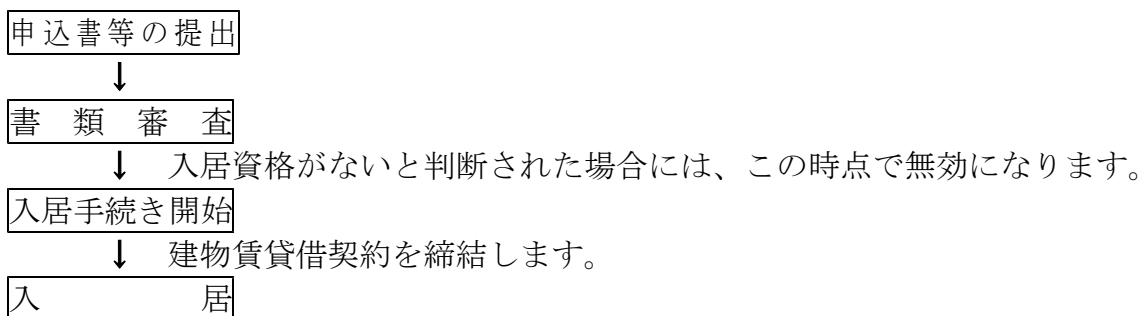 申込書等の提出
↓
書類審査
↓ 入居資格がないと判断された場合には、この時点で無効になります。
入居手続き開始
↓ 建物賃貸借契約を締結します。
入居